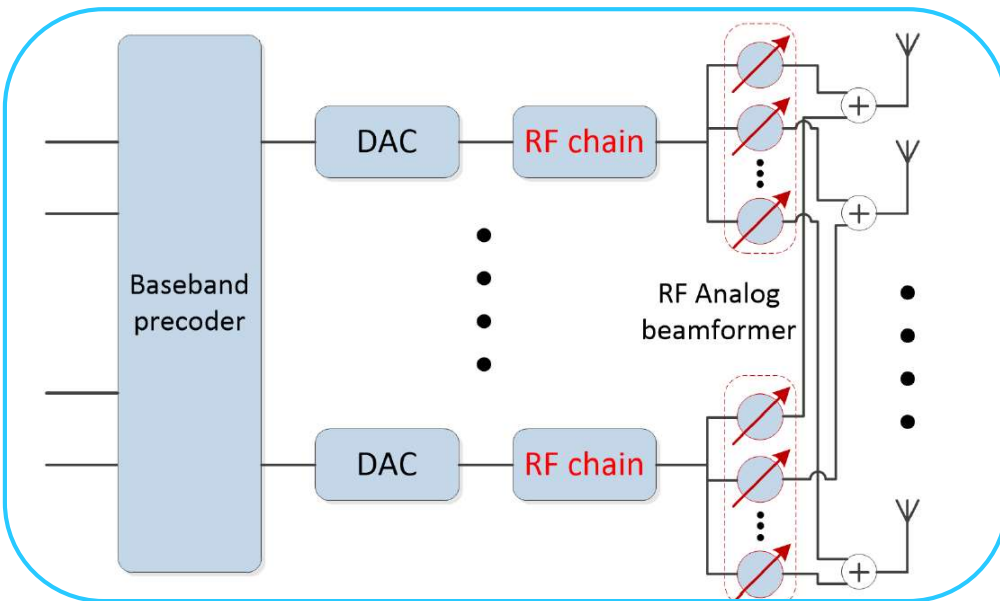 DAC
RF chain
Baseband
precoder
RF Analog
beamformer
DAC
RF chain